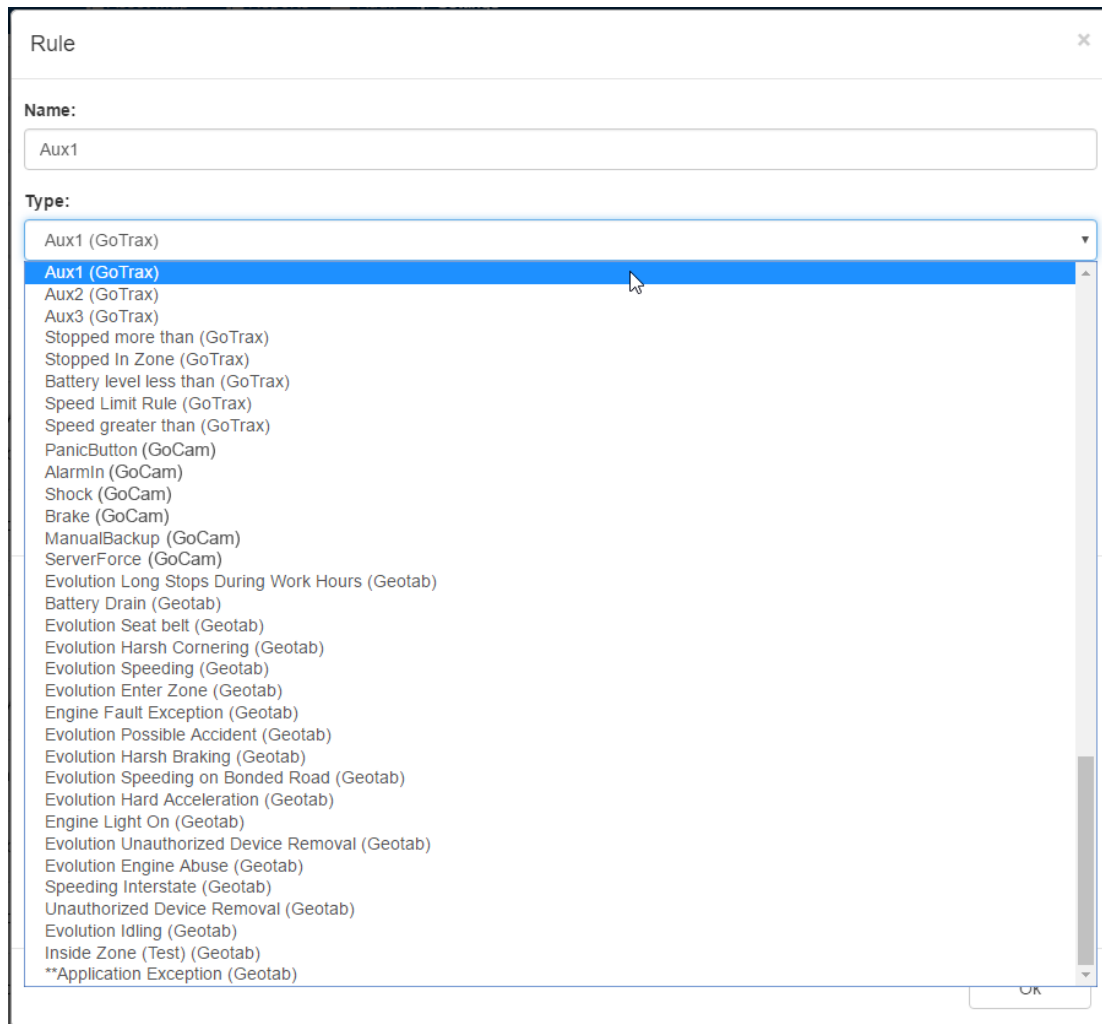 Rule
×
Name:
Aux1
Type:
Aux1 (GoTrax)
Aux1 (GoTrax)
Aux2 (GoTrax)
Aux3 (GoTrax)
Stopped more than (GoTrax)
Stopped In Zone (GoTrax)
Battery level less than (GoTrax)
Speed Limit Rule (GoTrax)
Speed greater than (GoTrax)
PanicButton (GoCam)
AlarmIn (GoCam)
Shock (GoCam)
Brake (GoCam)
ManualBackup (GoCam)
ServerForce (GoCam)
Evolution Long Stops During Work Hours (Geotab)
Battery Drain (Geotab)
Evolution Seat belt (Geotab)
Evolution Harsh Cornering (Geotab)
Evolution Speeding (Geotab)
Evolution Enter Zone (Geotab)
Engine Fault Exception (Geotab)
Evolution Possible Accident (Geotab)
Evolution Harsh Braking (Geotab)
Evolution Speeding on Bonded Road (Geotab)
Evolution Hard Acceleration (Geotab)
Engine Light On (Geotab)
Evolution Unauthorized Device Removal (Geotab)
Evolution Engine Abuse (Geotab)
Speeding Interstate (Geotab)
Unauthorized Device Removal (Geotab)
Evolution Idling (Geotab)
Inside Zone (Test) (Geotab)
**Application Exception (Geotab)
OK